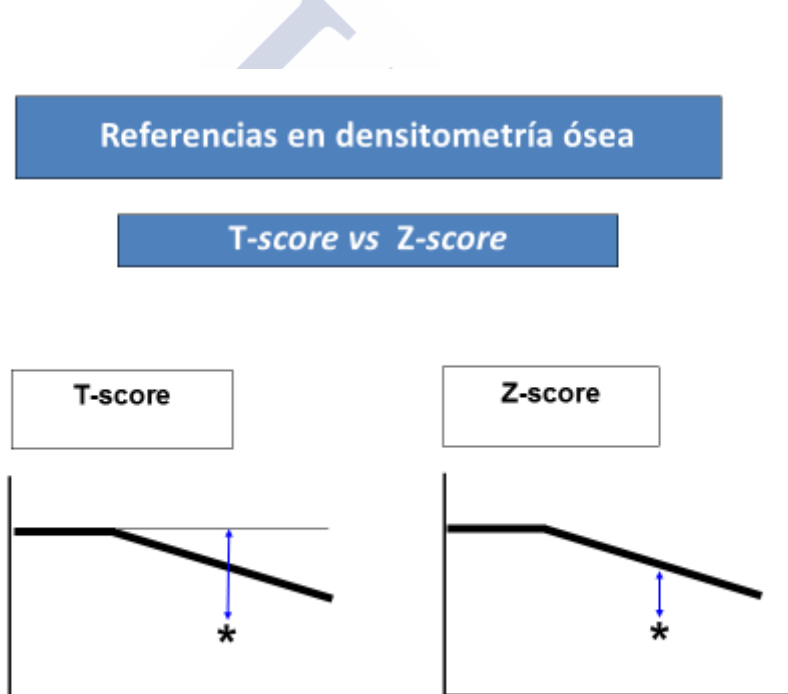 Referencias en densitometría ósea
T-score vs Z-score
T-score
Z-score
*
*